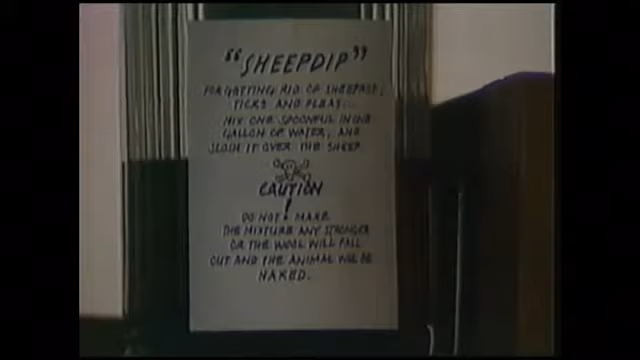 "SHEEPDIP"
FOR GETTING RID OF SHEEPROT,
TICKS AND FLEAS...
MIX ONE SPOONFUL IN ONE
GALLON OF WATER, AND
SLOSH IT OVER THE SHEEP
CAUTION
!
DO NOT MAKE
THE MIXTURE ANY STRONGER
OR THE WOOL WILL FALL
OUT AND THE ANIMAL WILL BE
NAKED.